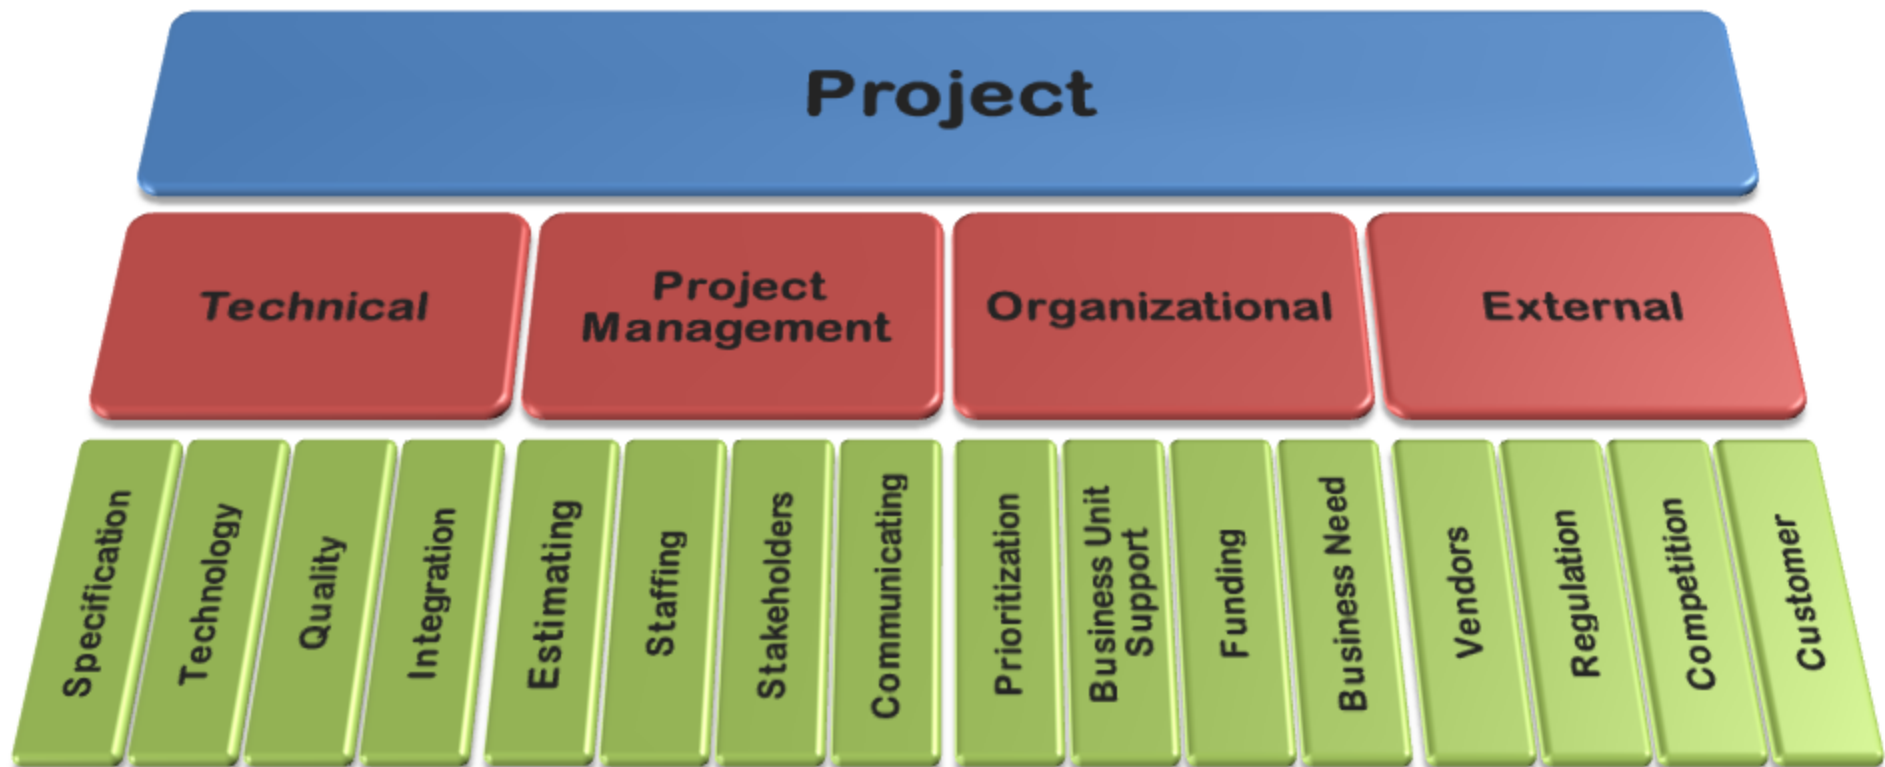 Project
Technical
Project
Management
Organizational
External
Specification
Technology
Quality
Integration
Estimating
Staffing
Stakeholders
Communicating
Prioritization
Business Unit
Support
Funding
Business Need
Vendors
Regulation
Competition
Customer